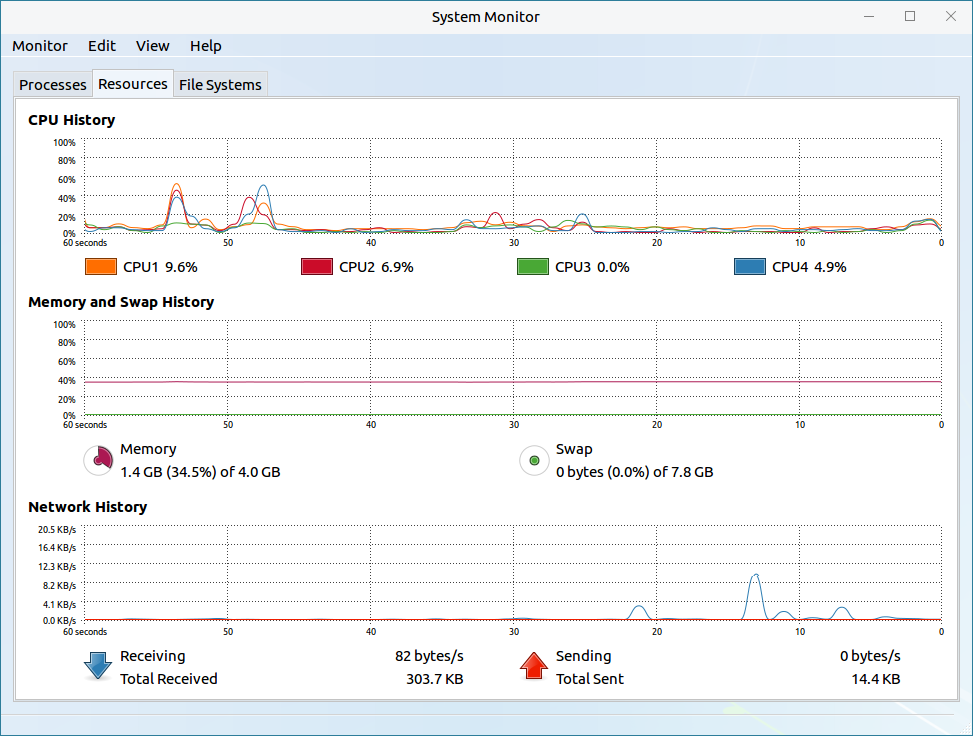 System Monitor
Monitor Edit View Help
Processes Resources File Systems
CPU History
100%
80%
60%
40%
20%
0%
60 seconds 50 40 30 20 10 0
CPU1 9.6% CPU2 6.9% CPU3 0.0% CPU4 4.9%
Memory and Swap History
100%
80%
60%
40%
20%
0%
60 seconds 50 40 30 20 10 0
Memory Swap
1.4 GB (34.5%) of 4.0 GB 0 bytes (0.0%) of 7.8 GB
Network History
20.5 KB/s
16.4 KB/s
12.3 KB/s
8.2 KB/s
4.1 KB/s
0.0 KB/s
60 seconds 50 40 30 20 10 0
Receiving 82 bytes/s Sending 0 bytes/s
Total Received 303.7 KB Total Sent 14.4 KB